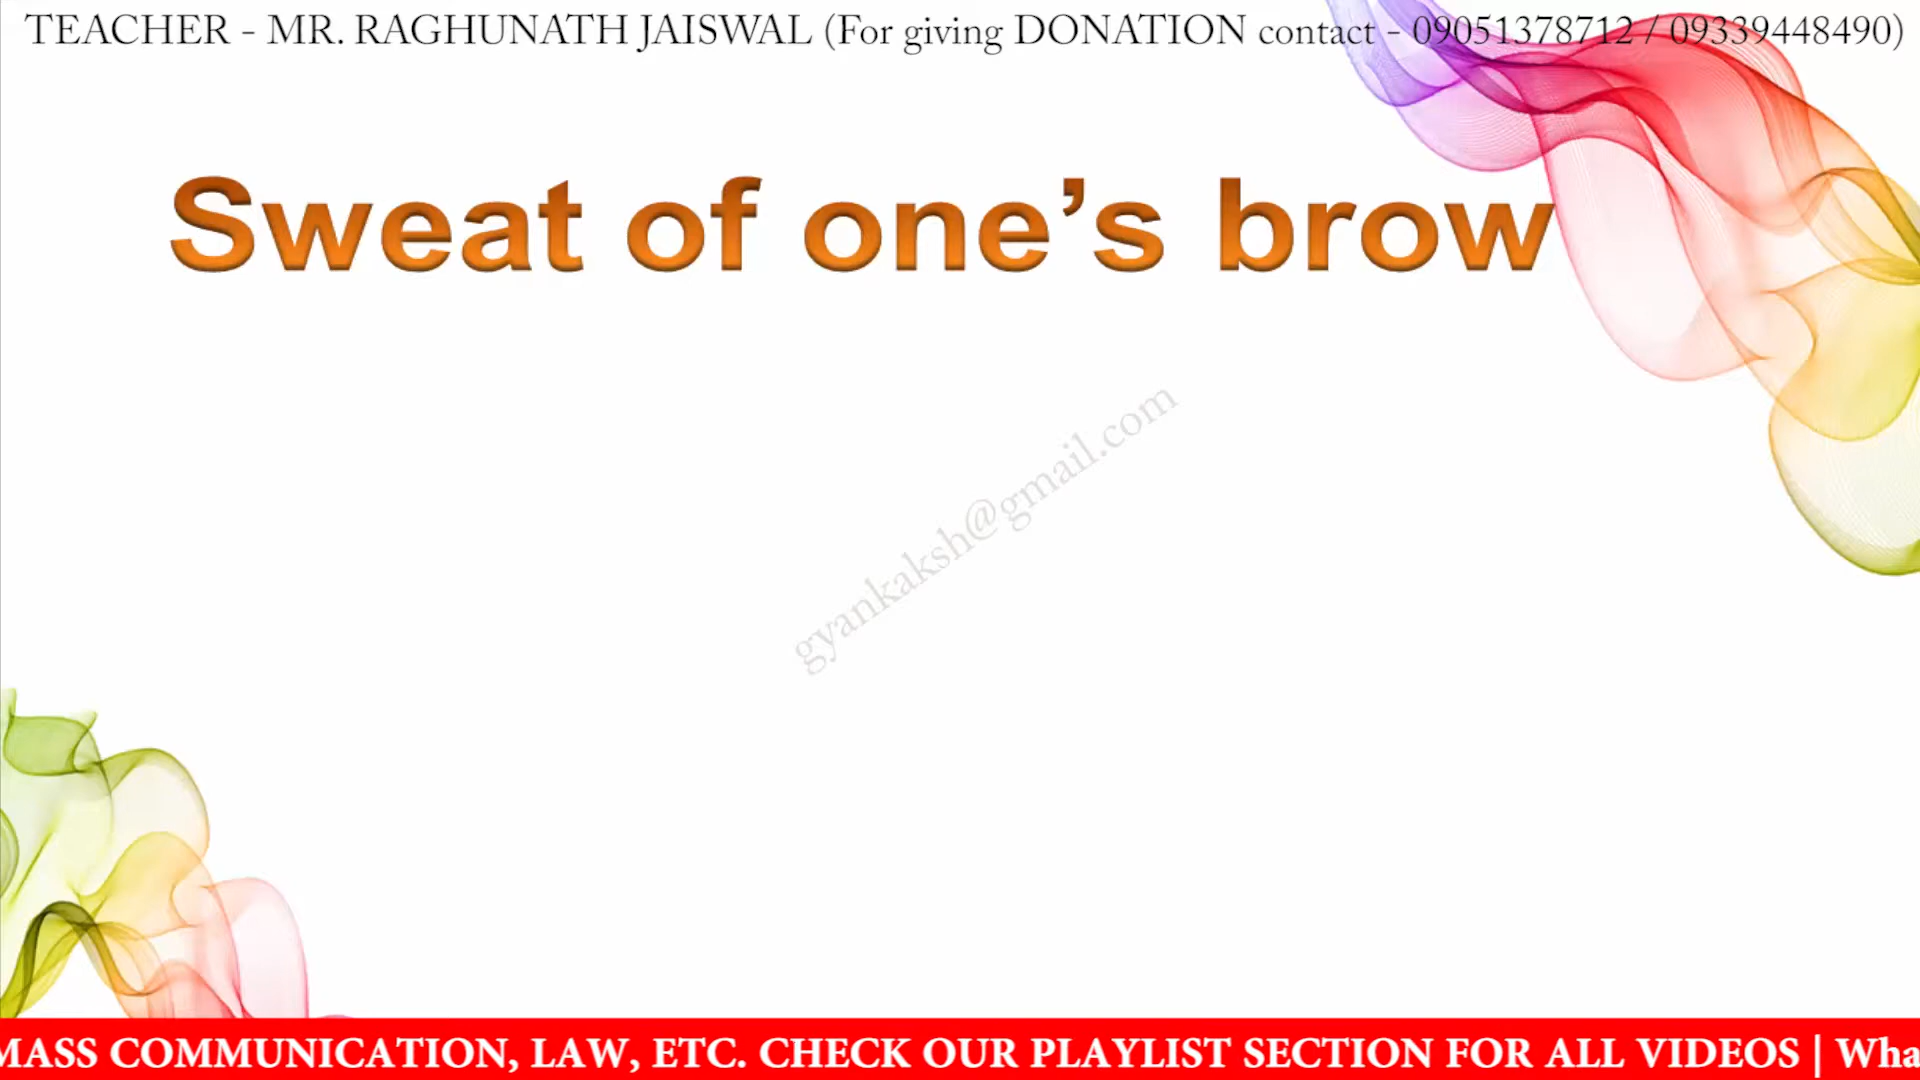 TEACHER - MR. RAGHUNATH JAISWAL (For giving DONATION contact - 09051378712 / 09339448490)
Sweat of one’s brow
gyankaksh@gmail.com
MASS COMMUNICATION, LAW, ETC. CHECK OUR PLAYLIST SECTION FOR ALL VIDEOS | Wha